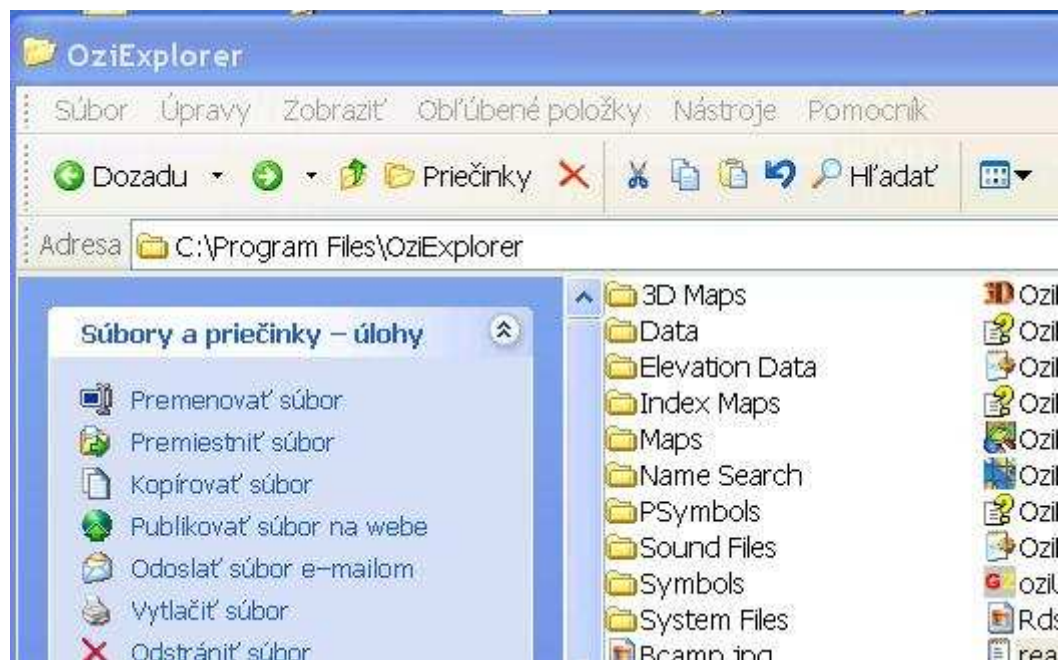 OziExplorer
Súbor Úpravy Zobraziť Obľúbené položky Nástroje Pomocník
Dozadu Priečinky Hľadať
Adresa C:\Program Files\OziExplorer
Súbory a priečinky – úlohy
Premenovať súbor
Premiestniť súbor
Kopírovať súbor
Publikovať súbor na webe
Odoslať súbor e-mailom
Vytlačiť súbor
Odstrániť súbor
3D Maps
Data
Elevation Data
Index Maps
Maps
Name Search
PSymbols
Sound Files
Symbols
System Files
Bcamp.jpg